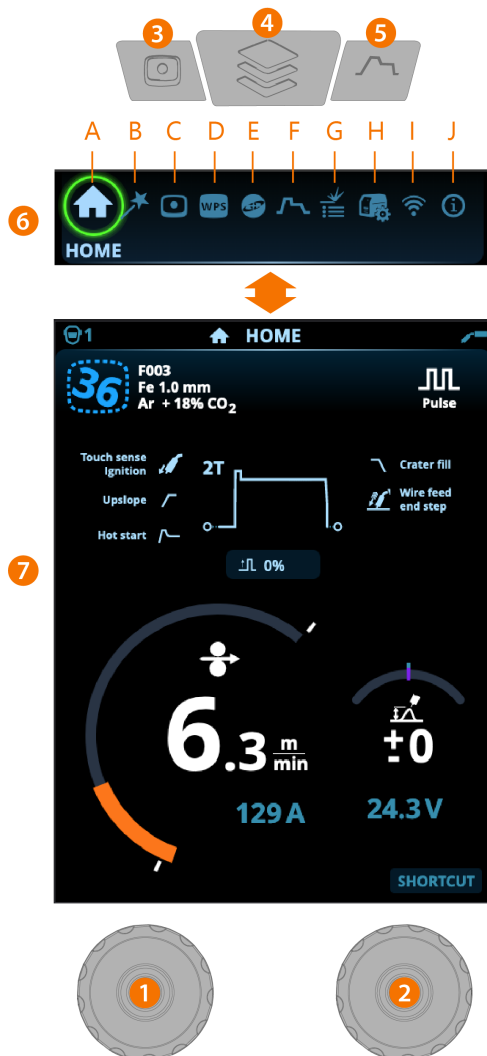 4
3
5
A B C D E F G H I J
WPS
6
HOME
1 HOME
36
F003
Fe 1.0 mm
Ar + 18% CO2
Pulse
Touch sense
Ignition
2T
Crater fill
Upslope
Wire feed
end step
Hot start
0%
7
6.3 m/min
±0
129 A
24.3 V
SHORTCUT
1
2